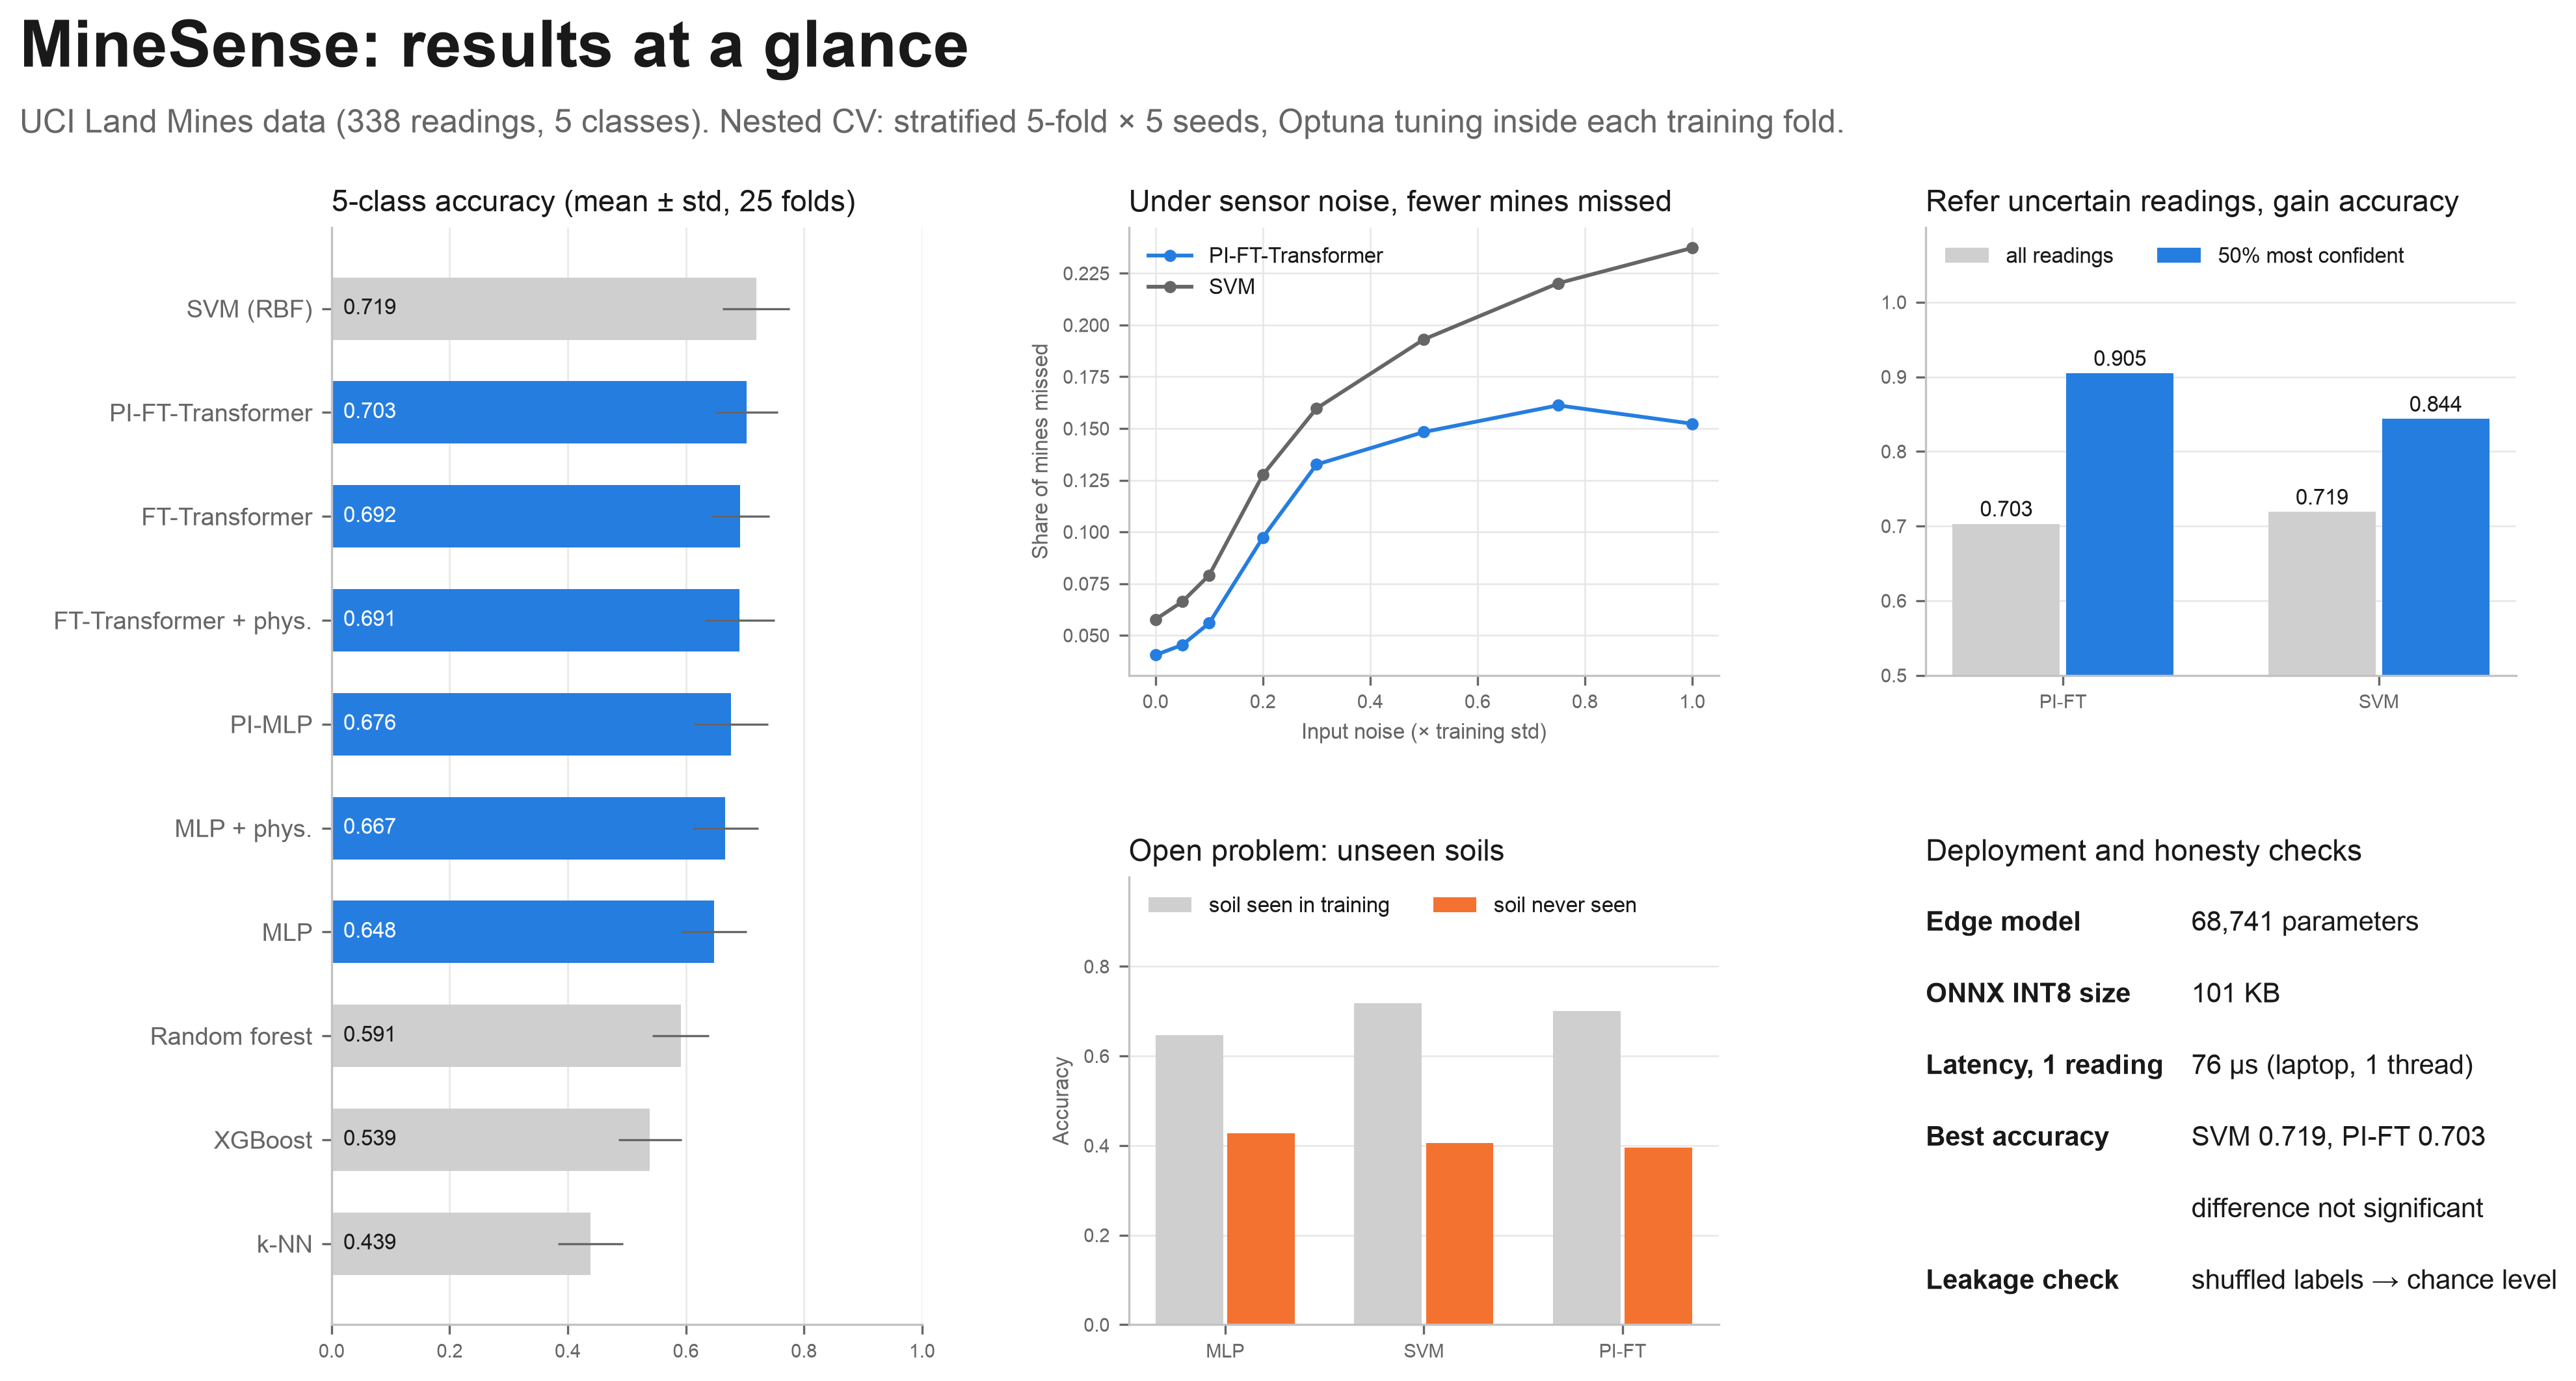 MineSense: results at a glance
UCI Land Mines data (338 readings, 5 classes). Nested CV: stratified 5-fold × 5 seeds, Optuna tuning inside each training fold.
5-class accuracy (mean ± std, 25 folds)
SVM (RBF) 0.719
PI-FT-Transformer 0.703
FT-Transformer 0.692
FT-Transformer + phys. 0.691
PI-MLP 0.676
MLP + phys. 0.667
MLP 0.648
Random forest 0.591
XGBoost 0.539
k-NN 0.439
0.0 0.2 0.4 0.6 0.8 1.0
Under sensor noise, fewer mines missed
PI-FT-Transformer
SVM
Share of mines missed
0.225
0.200
0.175
0.150
0.125
0.100
0.075
0.050
0.0 0.2 0.4 0.6 0.8 1.0
Input noise (× training std)
Refer uncertain readings, gain accuracy
all readings 50% most confident
1.0
0.9
0.8
0.7
0.6
0.5
0.703 0.905 0.719 0.844
PI-FT SVM
Open problem: unseen soils
soil seen in training soil never seen
Accuracy
0.8
0.6
0.4
0.2
0.0
MLP SVM PI-FT
Deployment and honesty checks
Edge model 68,741 parameters
ONNX INT8 size 101 KB
Latency, 1 reading 76 µs (laptop, 1 thread)
Best accuracy SVM 0.719, PI-FT 0.703
difference not significant
Leakage check shuffled labels → chance level